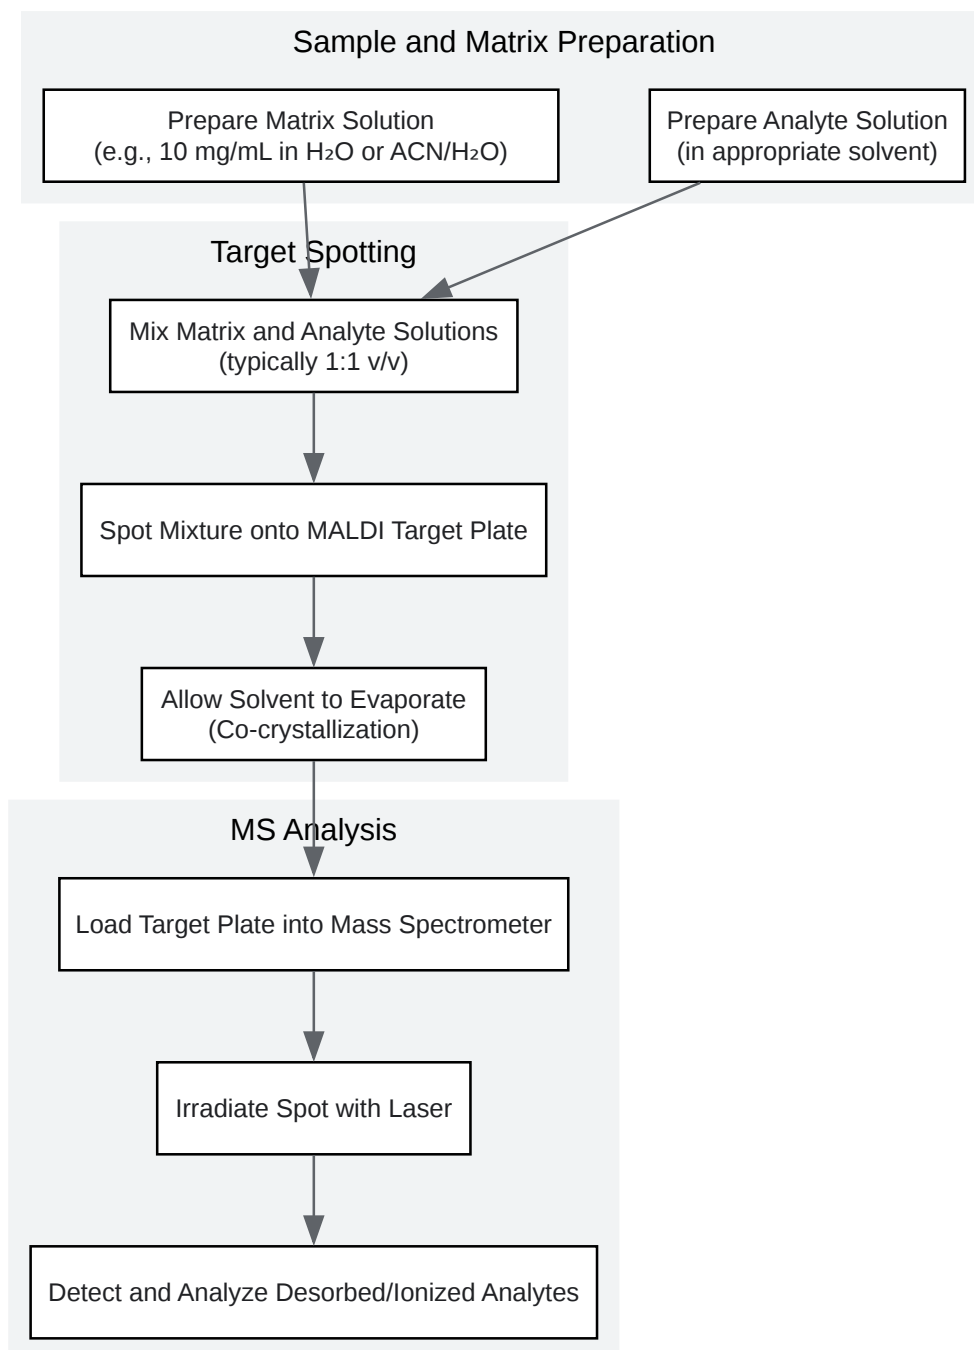 Sample and Matrix Preparation
Prepare Matrix Solution
(e.g., 10 mg/mL in H₂O or ACN/H₂O)
Prepare Analyte Solution
(in appropriate solvent)
Target Spotting
Mix Matrix and Analyte Solutions
(typically 1:1 v/v)
Spot Mixture onto MALDI Target Plate
Allow Solvent to Evaporate
(Co-crystallization)
MS Analysis
Load Target Plate into Mass Spectrometer
Irradiate Spot with Laser
Detect and Analyze Desorbed/Ionized Analytes